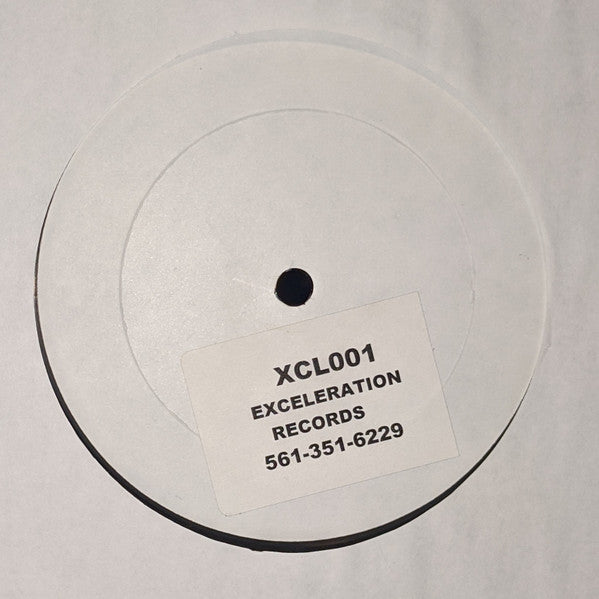 XCL001
EXCELERATION
RECORDS
561-351-6229